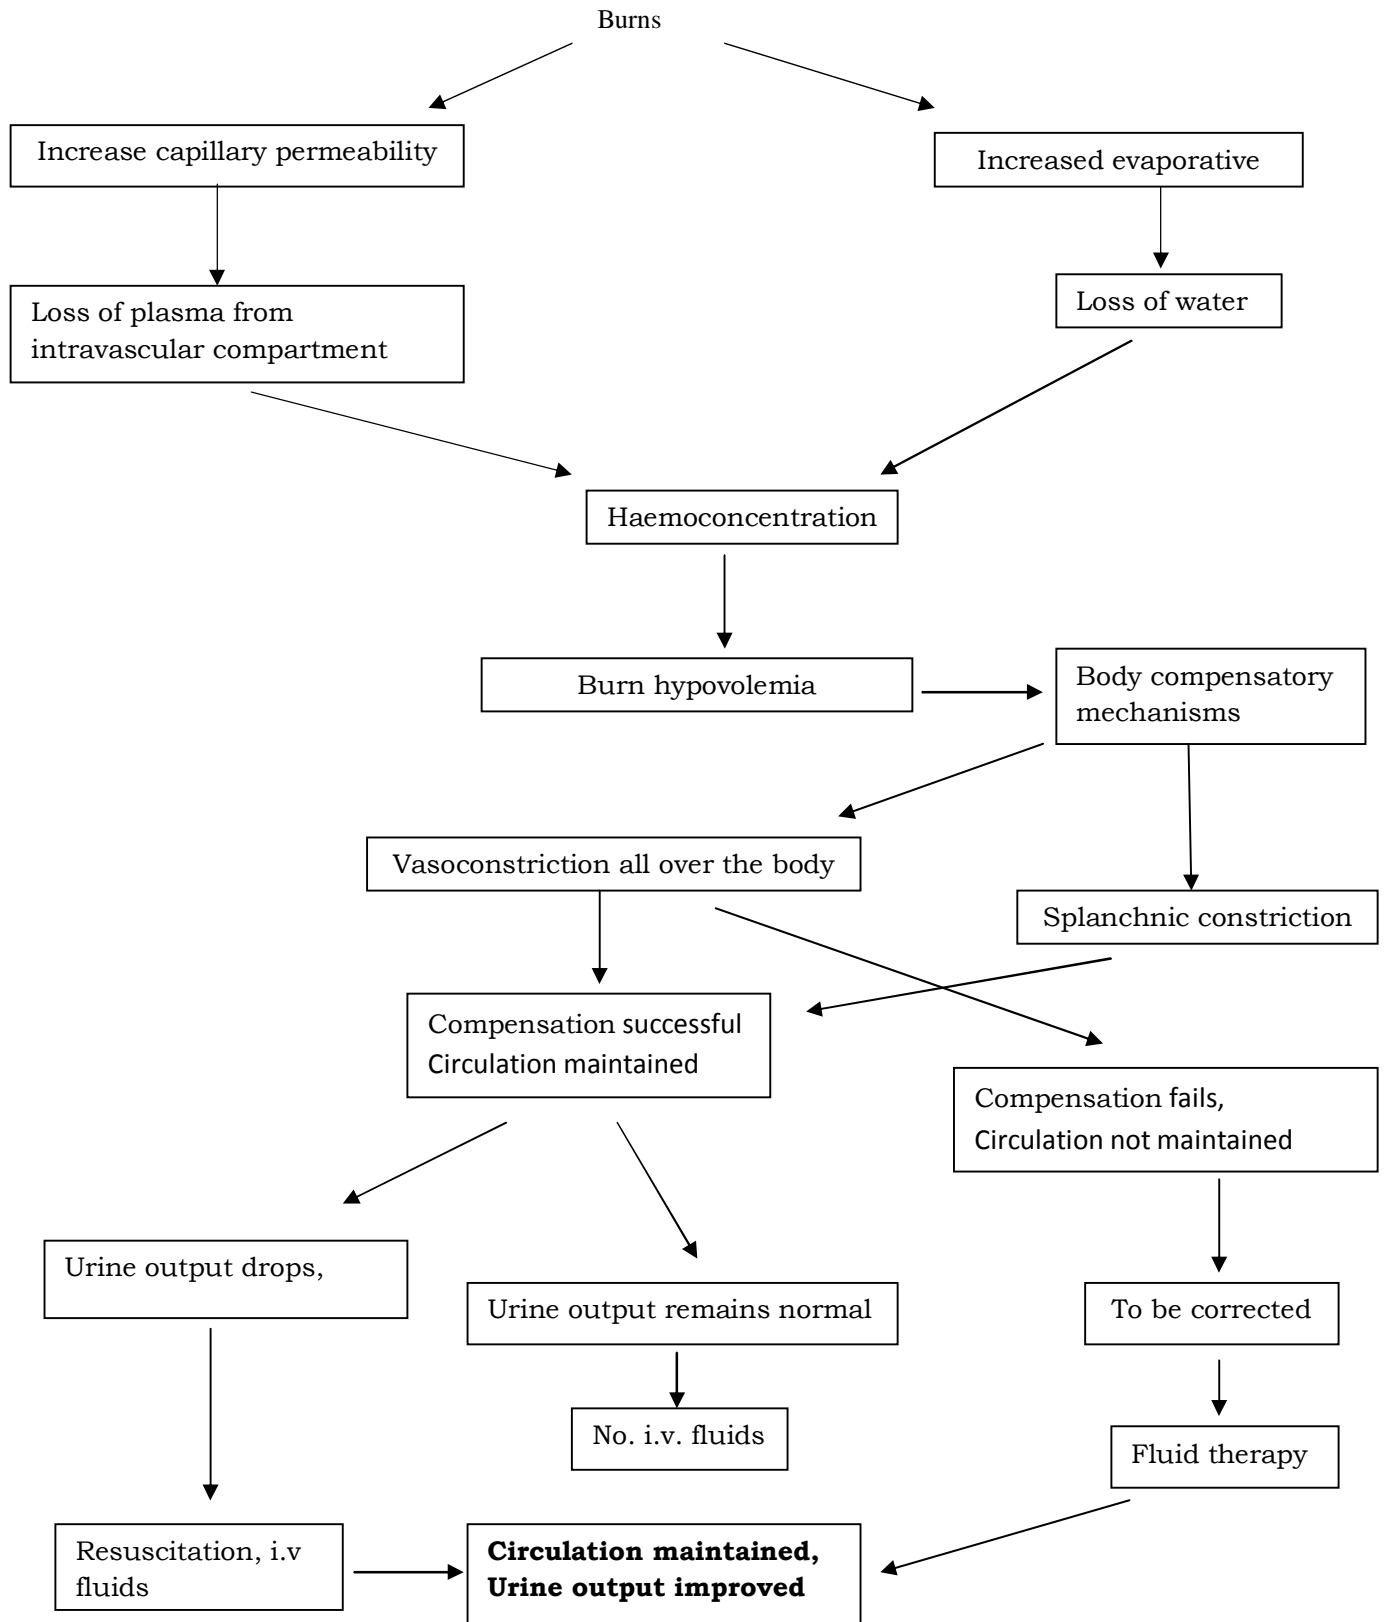 Burns
Increase capillary permeability
Increased evaporative
Loss of plasma from
intravascular compartment
Loss of water
Haemoconcentration
Burn hypovolemia
Body compensatory
mechanisms
Vasoconstriction all over the body
Splanchnic constriction
Compensation successful
Circulation maintained
Compensation fails,
Circulation not maintained
Urine output drops,
Urine output remains normal
To be corrected
No. i.v. fluids
Fluid therapy
Resuscitation, i.v
fluids
Circulation maintained,
Urine output improved